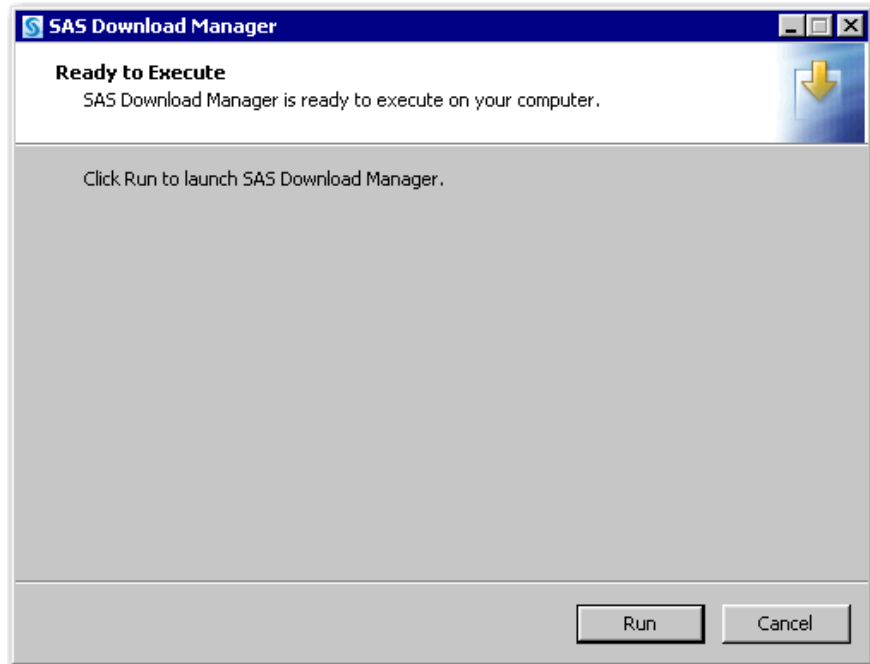 SAS Download Manager
Ready to Execute
SAS Download Manager is ready to execute on your computer.
Click Run to launch SAS Download Manager.
Run
Cancel